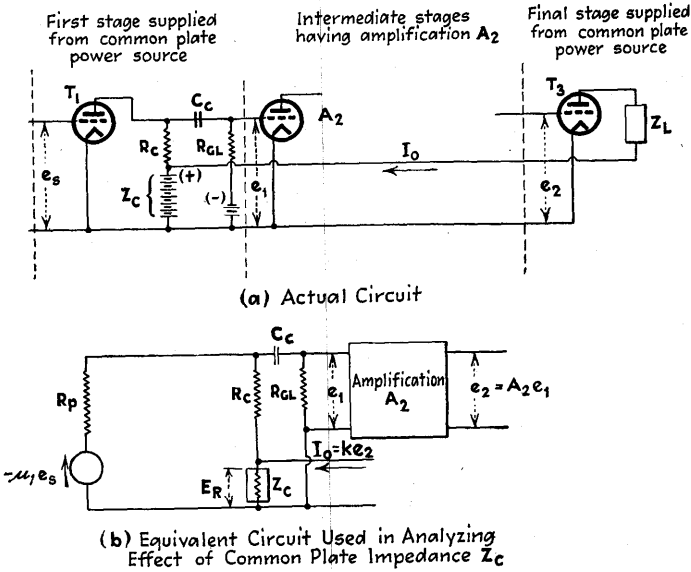 First stage supplied
from common plate
power source
Intermediate stages
having amplification A2
Final stage supplied
from common plate
power source
T1
Cc
A2
T3
Rc
RGL
I0
ZL
es
Zc
(+)
(-)
e1
e2
(a) Actual Circuit
Cc
Rp
Rc
RGL
e1
Amplification
A2
e2 = A2e1
I0=ke2
-μ1es
ER
Zc
(b) Equivalent Circuit Used in Analyzing
Effect of Common Plate Impedance Zc